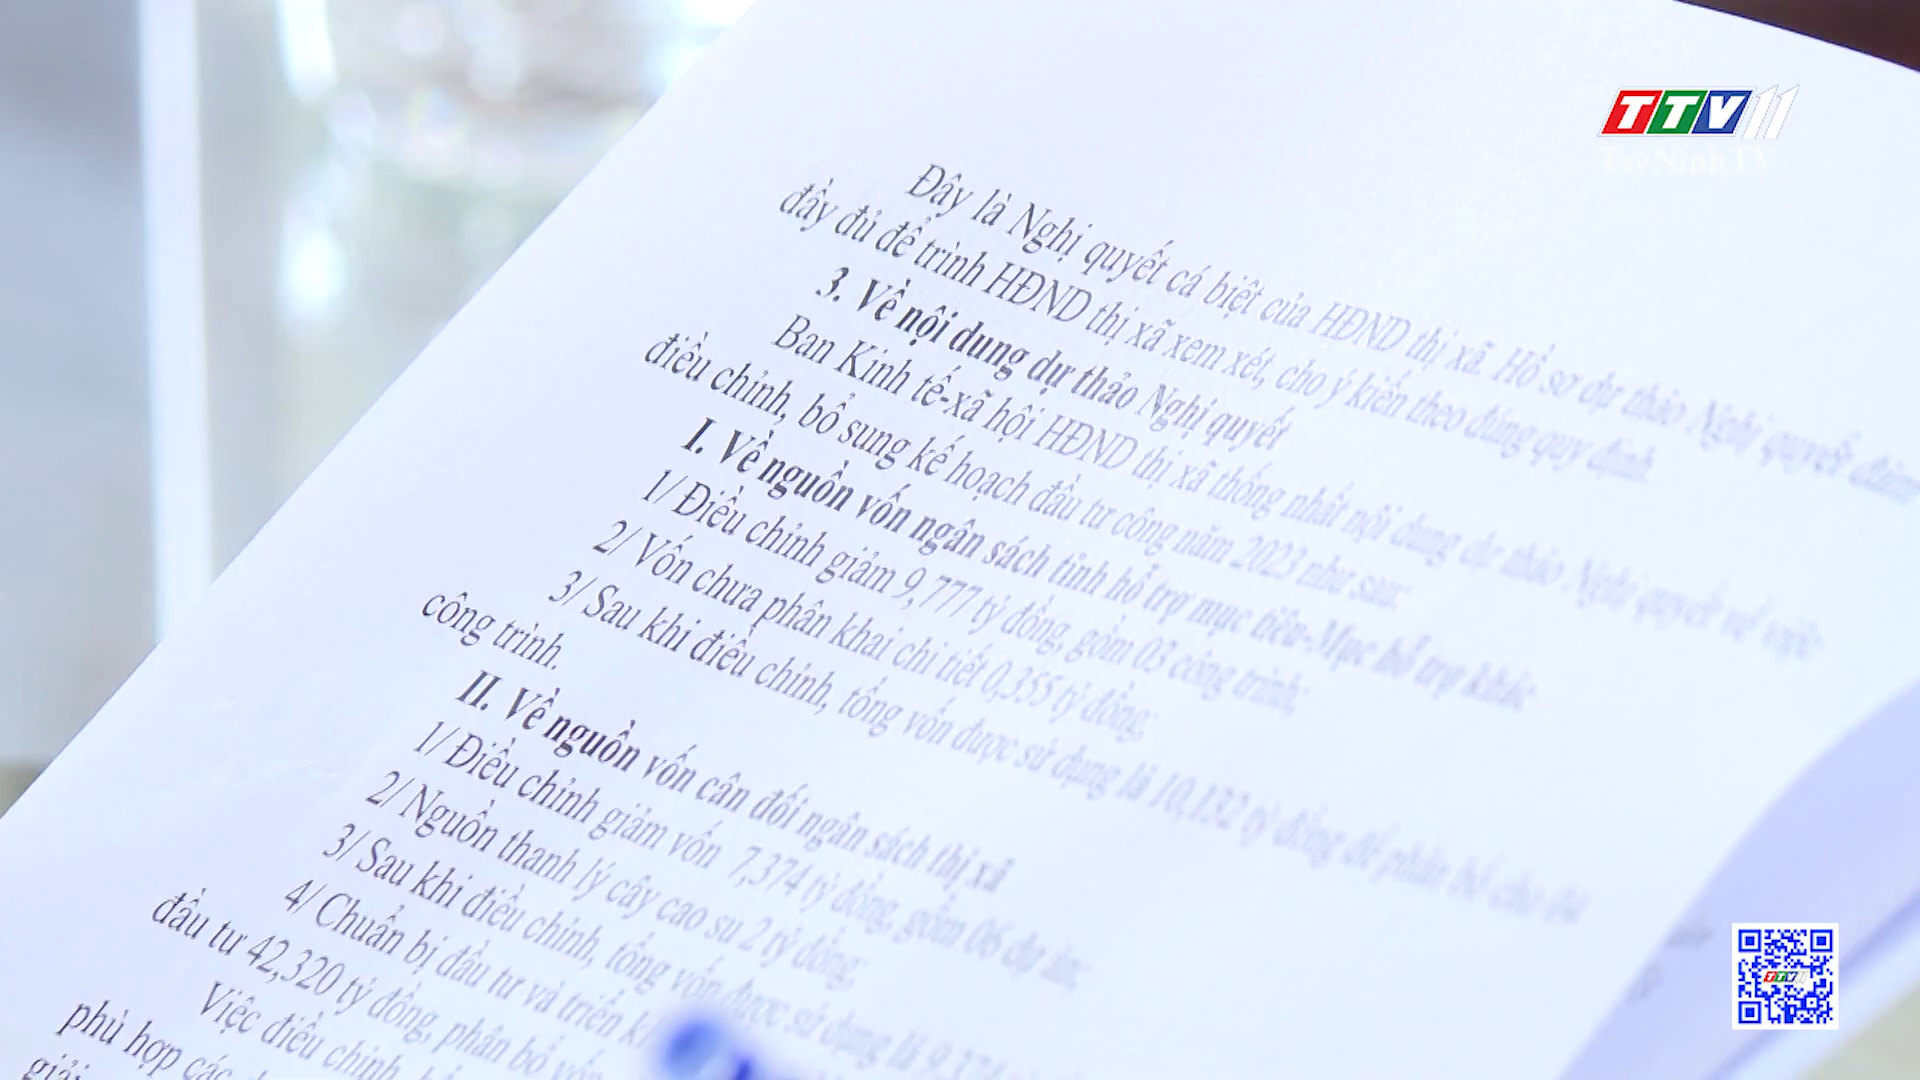 TTV11
TayNinhTV
Đây là Nghị quyết cá biệt của HĐND thị xã. Hồ sơ dự thảo Nghị quyết đảm
đầy đủ để trình HĐND thị xã xem xét, cho ý kiến theo đúng quy định.
3. Về nội dung dự thảo Nghị quyết
Ban Kinh tế-xã hội HĐND thị xã thống nhất nội dung dự thảo Nghị quyết về việc
điều chỉnh, bổ sung kế hoạch đầu tư công năm 2023 như sau:
I. Về nguồn vốn ngân sách tỉnh hỗ trợ mục tiêu-Mục hỗ trợ khác
1/ Điều chỉnh giảm 9,777 tỷ đồng, gồm 03 công trình;
2/ Vốn chưa phân khai chi tiết 0,355 tỷ đồng;
3/ Sau khi điều chỉnh, tổng vốn được sử dụng là 10,132 tỷ đồng để phân bổ cho 04
công trình.
II. Về nguồn vốn cân đối ngân sách thị xã
1/ Điều chỉnh giảm vốn 7,374 tỷ đồng, gồm 06 dự án;
2/ Nguồn thanh lý cây cao su 2 tỷ đồng;
3/ Sau khi điều chỉnh, tổng vốn được sử dụng là 9,374
4/ Chuẩn bị đầu tư và triển
đầu tư 42,320 tỷ đồng, phân bổ vốn
Việc điều chỉnh,
phù hợp các
giải
TTV11